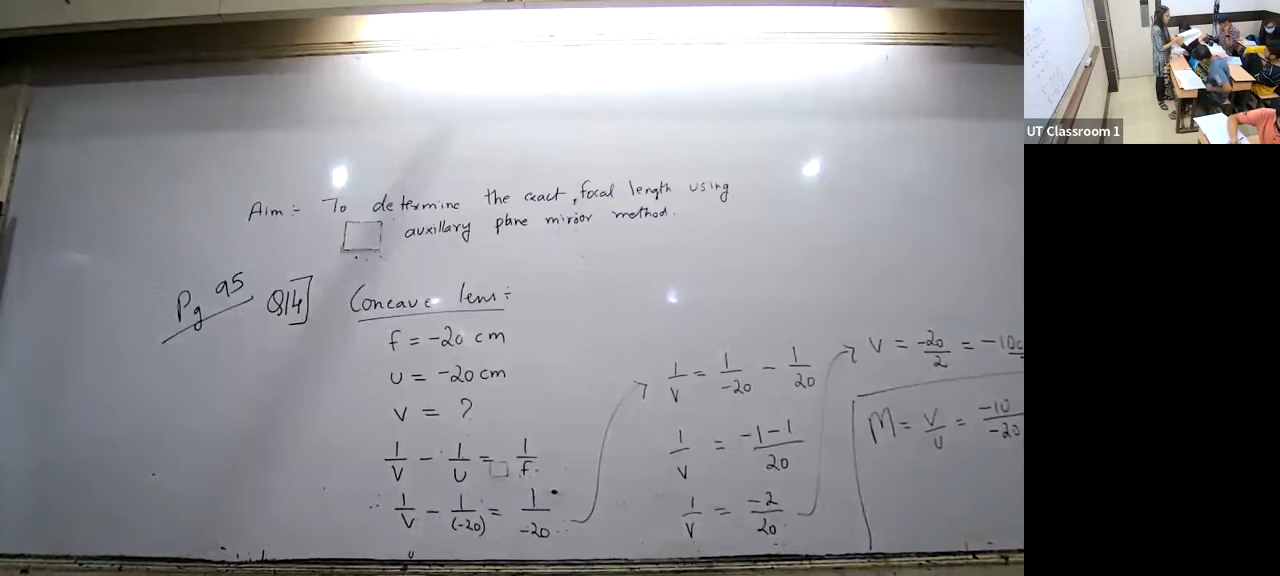 Aim :- To determine the exact, focal length using
auxillary plane mirror method.
Pg 95 Q14] Concave lens :-
f = -20 cm
u = -20 cm
v = ?
1/v - 1/u = 1/f
∴ 1/v - 1/(-20) = 1/-20
1/v = 1/-20 - 1/20
1/v = -1-1/20
1/v = -2/20
v = -20/2 = -10
M = v/u = -10/-20
UT Classroom 1